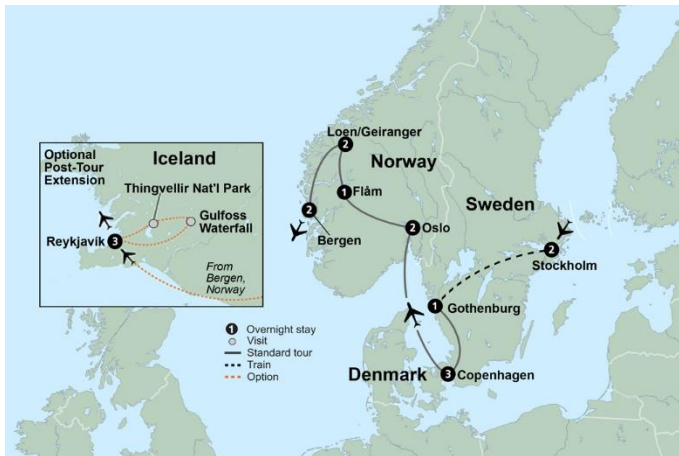 Optional
Post-Tour
Extension
Iceland
Thingvellir Nat'l Park
Gulfoss
Waterfall
Reykjavík
3
From
Bergen,
Norway
2
Loen/Geiranger
Norway
1
Flåm
2
Bergen
2
Oslo
Sweden
2
Stockholm
1
Gothenburg
Denmark
3
Copenhagen
1 Overnight stay
Visit
Standard tour
Train
Option